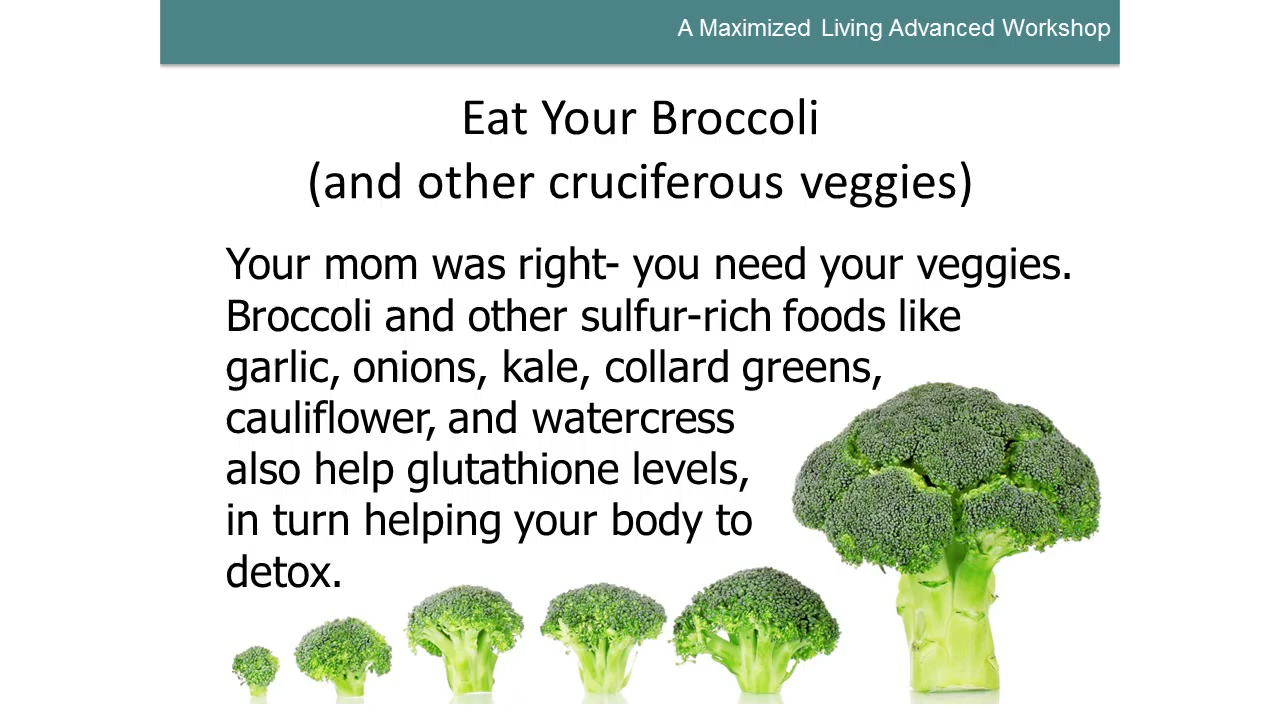 A Maximized Living Advanced Workshop
Eat Your Broccoli
(and other cruciferous veggies)
Your mom was right- you need your veggies.
Broccoli and other sulfur-rich foods like
garlic, onions, kale, collard greens,
cauliflower, and watercress
also help glutathione levels,
in turn helping your body to
detox.